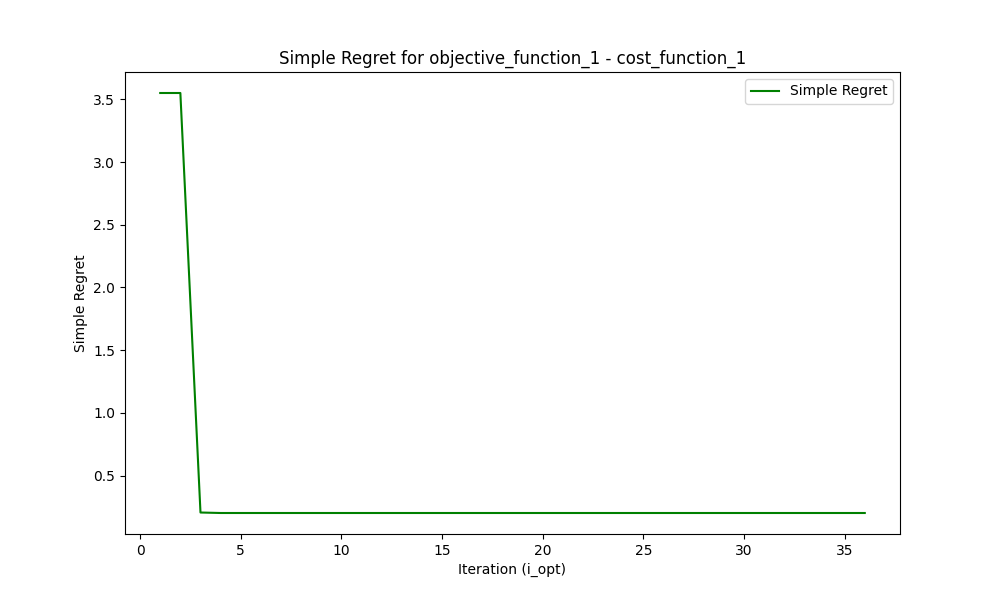 Simple Regret for objective_function_1 - cost_function_1
Simple Regret
3.5
3.0
2.5
2.0
1.5
1.0
0.5
Simple Regret
0 5 10 15 20 25 30 35
Iteration (i_opt)